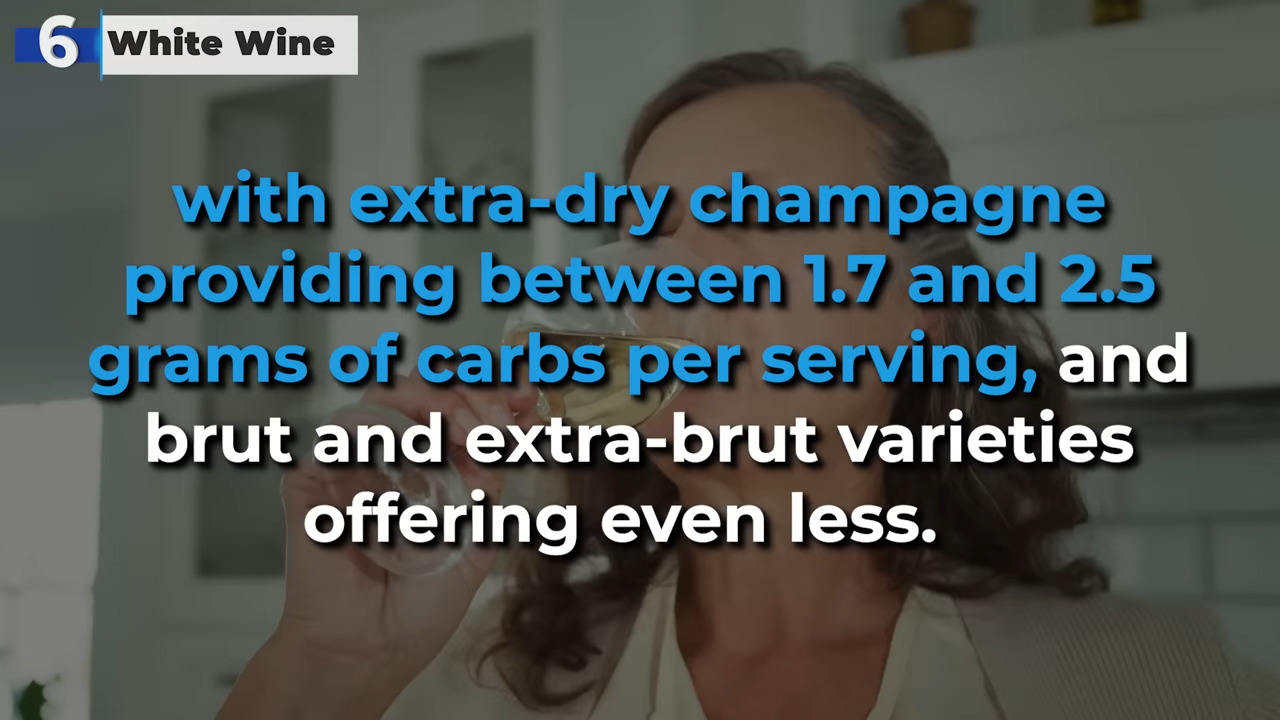 6 White Wine
with extra-dry champagne
providing between 1.7 and 2.5
grams of carbs per serving, and
brut and extra-brut varieties
offering even less.